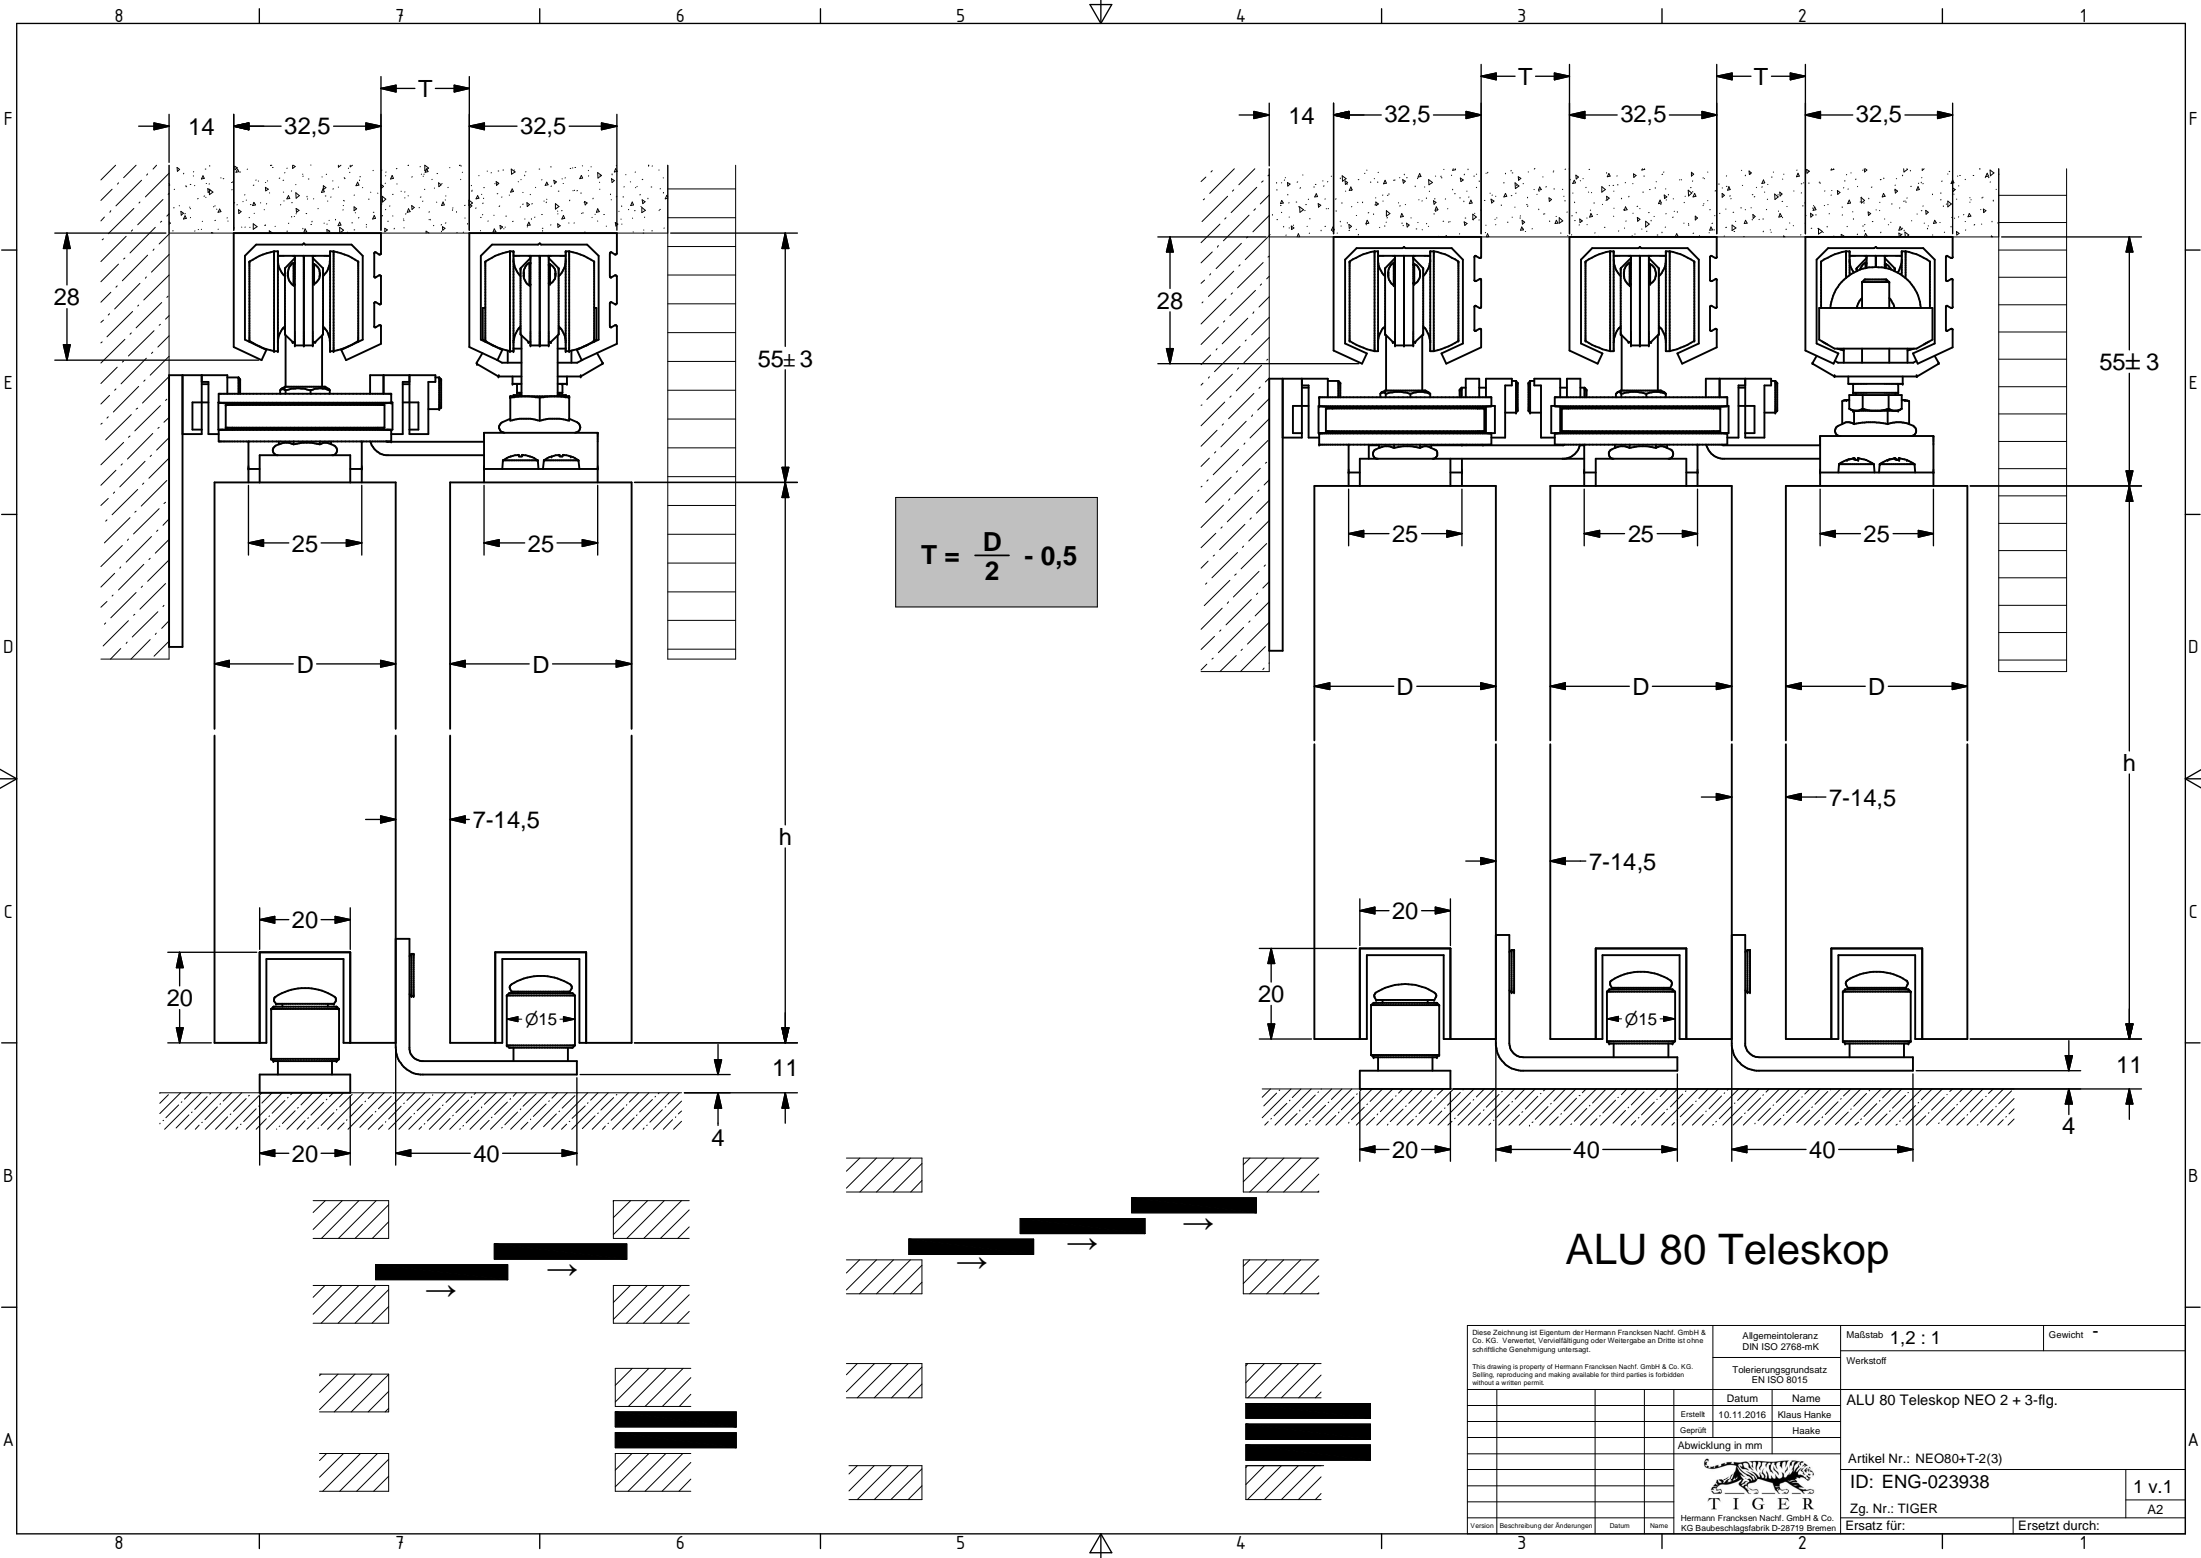 8 7 6 5 4 3 2 1
F
E
D
C
B
A
14 32,5 T 32,5
28
55± 3
25 25
D D
7-14,5
h
20
20
Ø15
11
4
20 40
T = D/2 - 0,5
14 32,5 T 32,5 T 32,5
28
55± 3
25 25 25
D D D
7-14,5
7-14,5
h
20
20
Ø15
11
4
20 40 40
F
E
D
C
B
A
→ →
→ → →
ALU 80 Teleskop
Diese Zeichnung ist Eigentum der Hermann Francksen Nachf. GmbH &
Co. KG. Verwertet, Vervielfältigung oder Weitergabe an Dritte ist ohne
schriftliche Genehmigung untersagt.
This drawing is property of Hermann Francksen Nachf. GmbH & Co. KG.
Selling, reproducing and making available for third parties is forbidden
without a written permit.
Allgemeintoleranz
DIN ISO 2768-mK
Tolerierungsgrundsatz
EN ISO 8015
Maßstab 1,2 : 1
Gewicht -
Werkstoff
Datum Name
Erstellt 10.11.2016 Klaus Hanke
Geprüft Haake
Abwicklung in mm
ALU 80 Teleskop NEO 2 + 3-flg.
Artikel Nr.: NEO80+T-2(3)
TIGER
Hermann Francksen Nachf. GmbH & Co.
KG Baubeschlagsfabrik D-28719 Bremen
ID: ENG-023938
1 v.1
Zg. Nr.: TIGER
A2
Ersatz für:
Ersetzt durch:
Version Beschreibung der Änderungen Datum Name
8 7 6 5 4 3 2 1